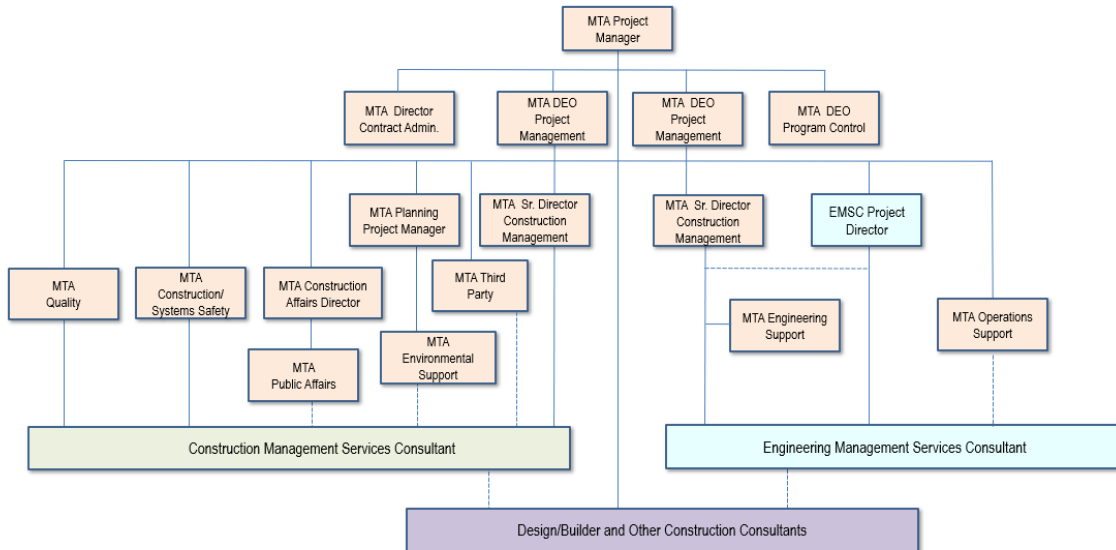 MTA Project
Manager
MTA Director
Contract Admin.
MTA DEO
Project
Management
MTA DEO
Project
Management
MTA DEO
Program Control
MTA Planning
Project Manager
MTA Sr. Director
Construction
Management
MTA Sr. Director
Construction
Management
EMSC Project
Director
MTA
Quality
MTA
Construction/
Systems Safety
MTA Construction
Affairs Director
MTA Third
Party
MTA Engineering
Support
MTA Operations
Support
MTA
Public Affairs
MTA
Environmental
Support
Construction Management Services Consultant
Engineering Management Services Consultant
Design/Builder and Other Construction Consultants